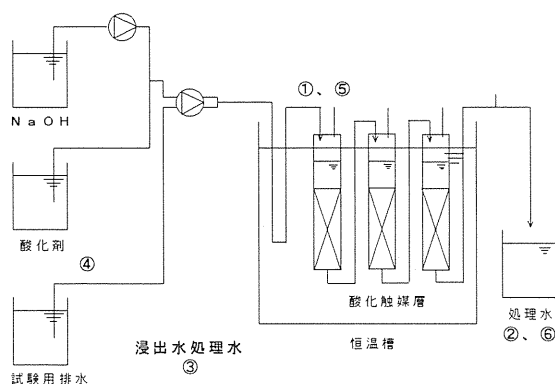 NaOH
①、⑤
酸化剤
④
酸化触媒層
処理水
②、⑥
恒温槽
浸出水処理水
③
試験用排水